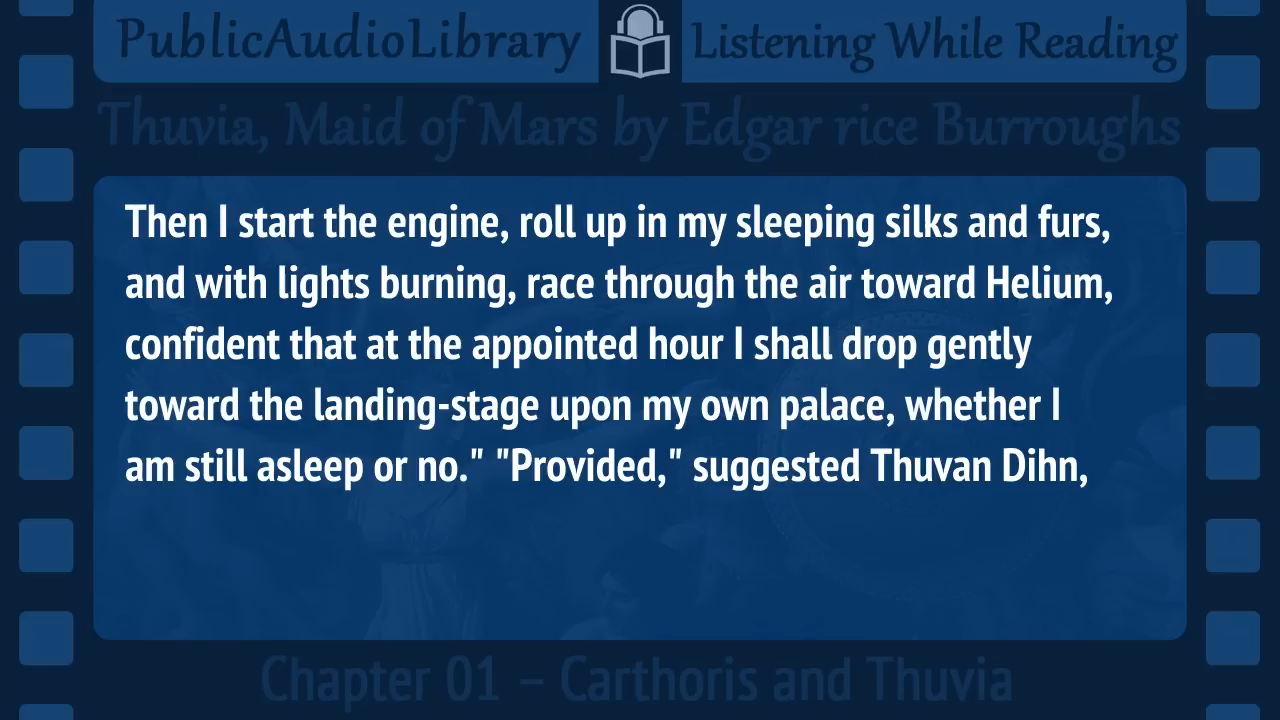 PublicAudioLibrary Listening While Reading
Thuvia, Maid of Mars by Edgar rice Burroughs
Then I start the engine, roll up in my sleeping silks and furs,
and with lights burning, race through the air toward Helium,
confident that at the appointed hour I shall drop gently
toward the landing-stage upon my own palace, whether I
am still asleep or no." "Provided," suggested Thuvan Dihn,
Chapter 01 – Carthoris and Thuvia